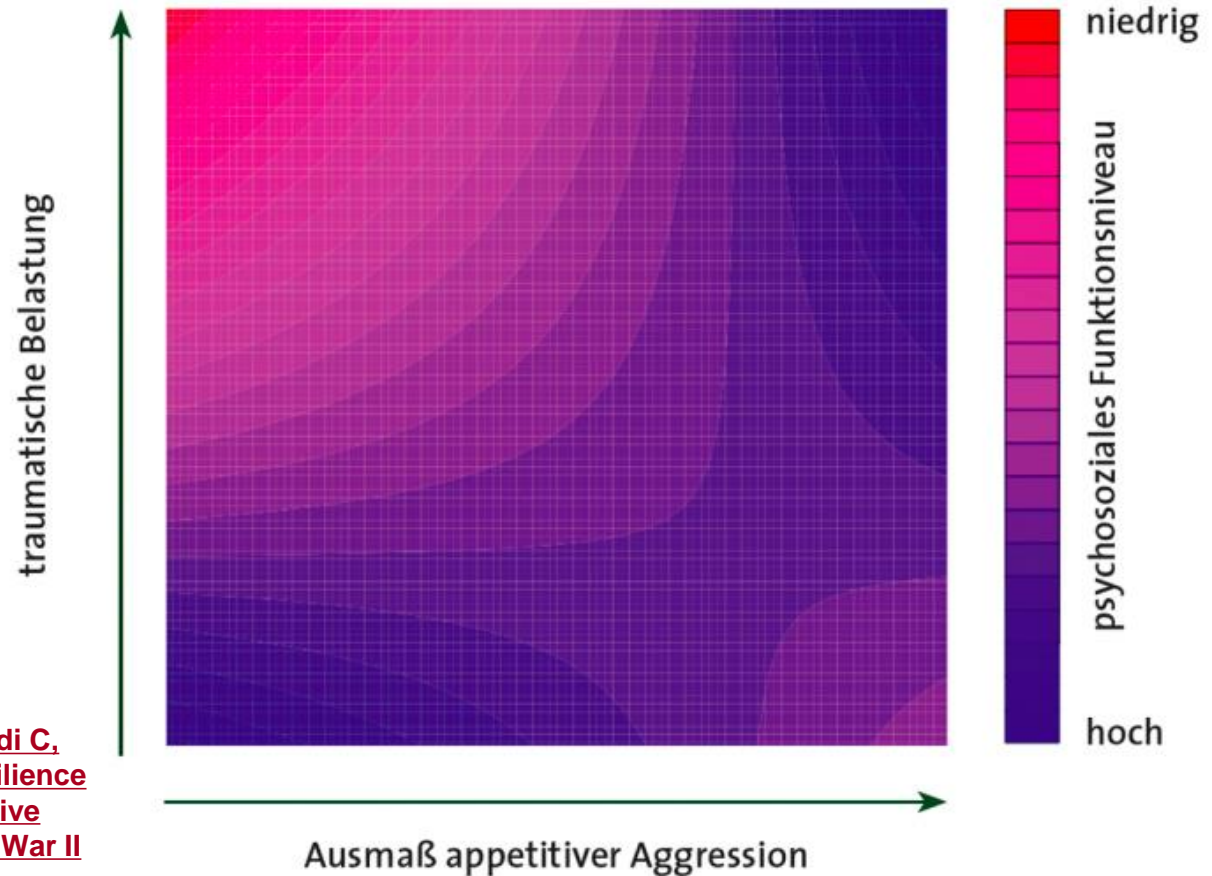 niedrig
psychosoziales Funktionsniveau
hoch
traumatische Belastung
Ausmaß appetitiver Aggression
di C,
ilience
ive
War II